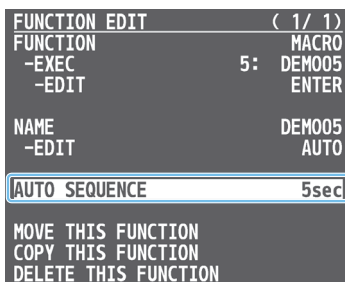 FUNCTION EDIT ( 1/ 1)
FUNCTION MACRO
-EXEC 5: DEMO05
-EDIT ENTER
NAME DEMO05
-EDIT AUTO
AUTO SEQUENCE 5sec
MOVE THIS FUNCTION
COPY THIS FUNCTION
DELETE THIS FUNCTION